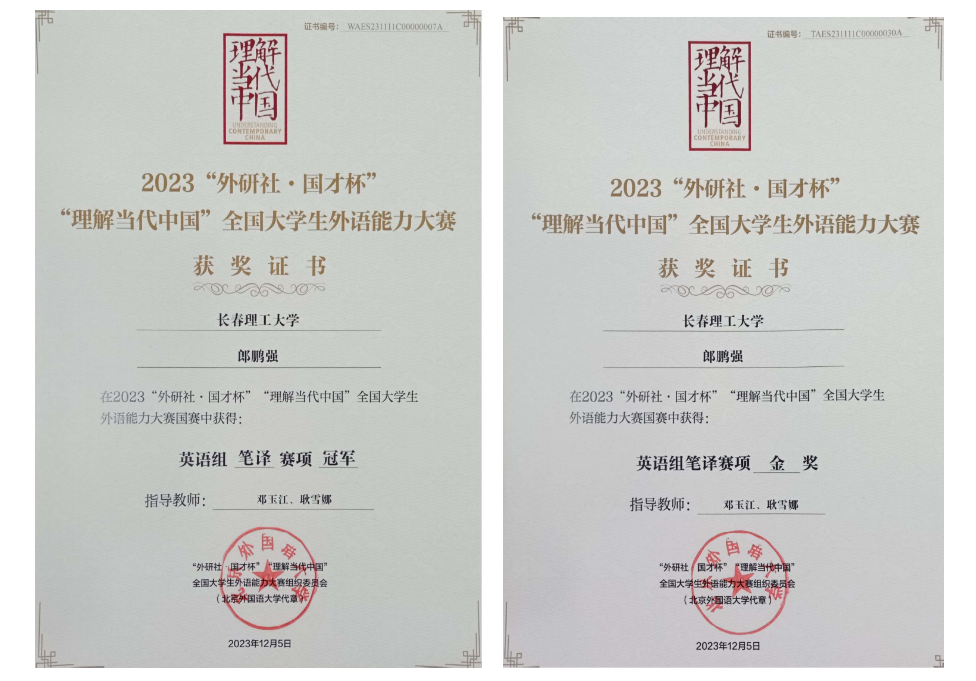 证书编号: WAES231111C00000007A
理解
当代
中国
UNDERSTANDING
CONTEMPORARY
CHINA
2023“外研社·国才杯”
“理解当代中国”全国大学生外语能力大赛
获奖证书
长春理工大学
郎鹏强
在2023“外研社·国才杯”“理解当代中国”全国大学生
外语能力大赛国赛中获得:
英语组 笔译 赛项 冠军
指导教师: 邓玉江、耿雪娜
“外研社·国才杯”“理解当代中国”
全国大学生外语能力大赛组织委员会
(北京外国语大学代章)
2023年12月5日
证书编号: TAES231111C00000030A
理解
当代
中国
UNDERSTANDING
CONTEMPORARY
CHINA
2023“外研社·国才杯”
“理解当代中国”全国大学生外语能力大赛
获奖证书
长春理工大学
郎鹏强
在2023“外研社·国才杯”“理解当代中国”全国大学生
外语能力大赛国赛中获得:
英语组笔译赛项 金 奖
指导教师: 邓玉江、耿雪娜
“外研社·国才杯”“理解当代中国”
全国大学生外语能力大赛组织委员会
(北京外国语大学代章)
2023年12月5日